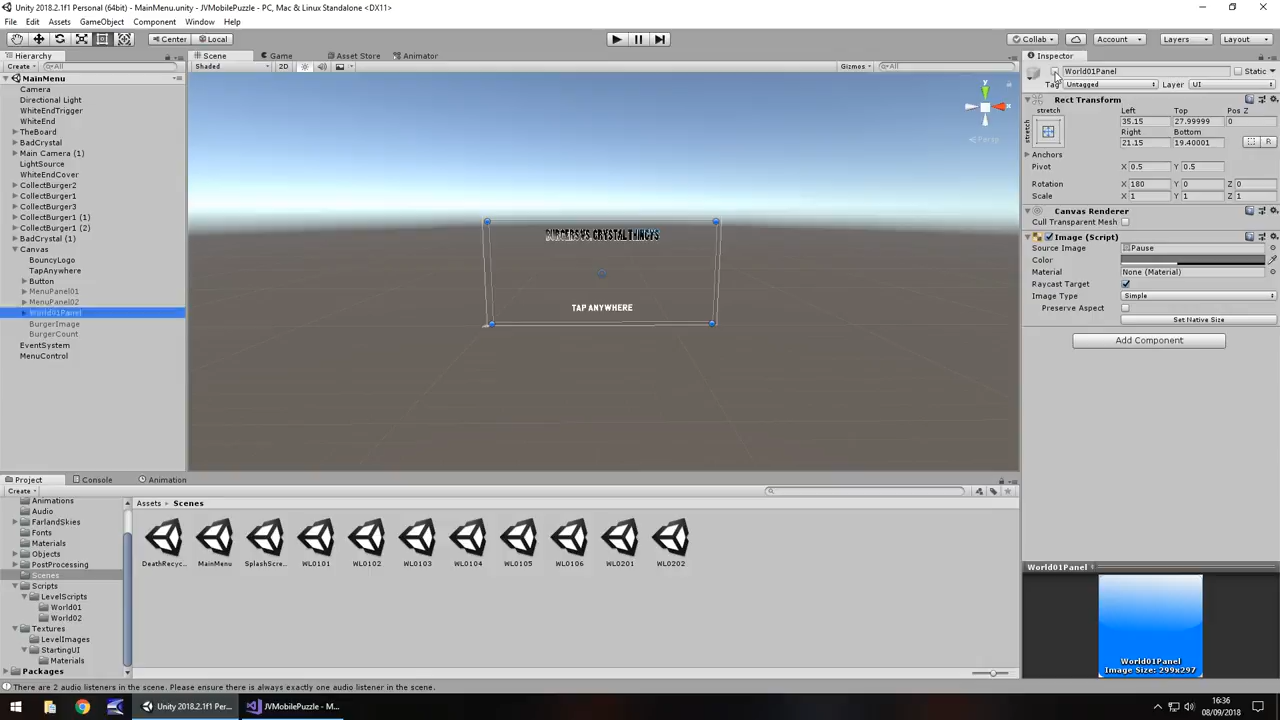 Unity 2018.2.1f1 Personal (64bit) - MainMenu.unity - JVMobilePuzzle - PC, Mac & Linux Standalone <DX11>
File Edit Assets GameObject Component Window Help
Center Local Collab Account Layers Layout
Hierarchy Scene Game Asset Store Animator Inspector
Create All Shaded 2D Gizmos All
World01Panel Static
Tag Untagged Layer UI
MainMenu
Camera
Directional Light
WhiteEndTrigger
WhiteEnd
TheBoard
BadCrystal
Main Camera (1)
LightSource
WhiteEndCover
CollectBurger2
CollectBurger1
CollectBurger3
CollectBurger1 (1)
CollectBurger1 (2)
BadCrystal (1)
Canvas
BouncyLogo
TapAnywhere
Button
MenuPanel01
MenuPanel02
World01Panel
BurgerImage
BurgerCount
EventSystem
MenuControl
y
x
Persp
BURGERS VS CRYSTAL THINGYS
TAP ANYWHERE
Rect Transform
stretch Left Top Pos Z
stretch 35.15 27.99999 0
Right Bottom
21.15 19.40001 R
Anchors
Pivot X 0.5 Y 0.5
Rotation X 180 Y 0 Z 0
Scale X 1 Y 1 Z 1
Canvas Renderer
Cull Transparent Mesh
Image (Script)
Source Image Pause
Color
Material None (Material)
Raycast Target
Image Type Simple
Preserve Aspect
Set Native Size
Add Component
Project Console Animation
Create
Animations
Audio
FarlandSkies
Fonts
Materials
Objects
PostProcessing
Scenes
Scripts
LevelScripts
World01
World02
Textures
LevelImages
StartingUI
Materials
Packages
Assets Scenes
DeathRecyc... MainMenu SplashScre... WL0101 WL0102 WL0103 WL0104 WL0105 WL0106 WL0201 WL0202
World01Panel
World01Panel
Image Size: 299x297
There are 2 audio listeners in the scene. Please ensure there is always exactly one audio listener in the scene.
Unity 2018.2.1f1 Per...
JVMobilePuzzle - M...
16:36
08/09/2018